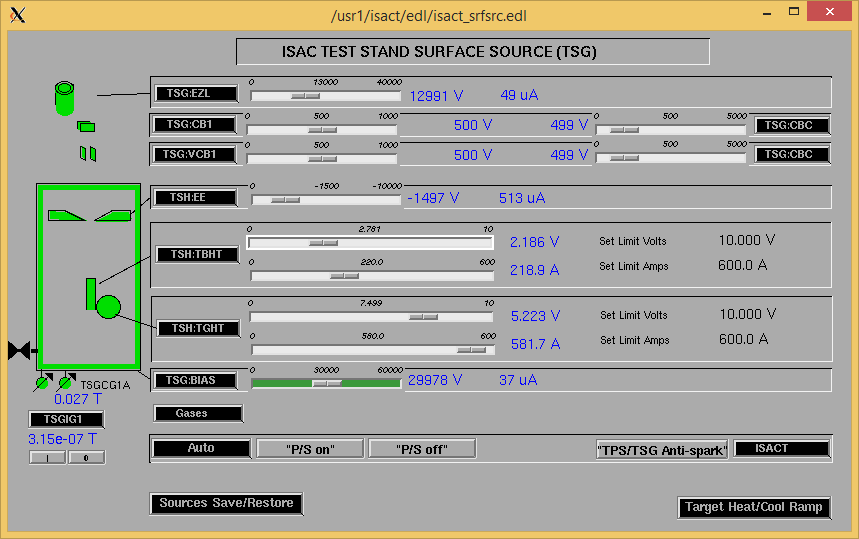 /usr1/isact/edl/isact_srfsrc.edl
ISAC TEST STAND SURFACE SOURCE (TSG)
0 13000 40000
TSG:EZL 12991 V 49 uA
0 500 1000 0 500 5000
TSG:CB1 500 V 499 V TSG:CBC
0 500 1000 0 500 5000
TSG:VCB1 500 V 499 V TSG:CBC
0 -1500 -10000
TSH:EE -1497 V 513 uA
0 2.781 10
2.186 V Set Limit Volts 10.000 V
TSH:TBHT
0 220.0 600
218.9 A Set Limit Amps 600.0 A
0 7.499 10
5.223 V Set Limit Volts 10.000 V
TSH:TGHT
0 580.0 600
581.7 A Set Limit Amps 600.0 A
0 30000 60000
TSG:BIAS 29978 V 37 uA
TSGCG1A
0.027 T
TSGIG1
3.15e-07 T
I 0
Gases
Auto "P/S on" "P/S off" "TPS/TSG Anti-spark" ISACT
Sources Save/Restore
Target Heat/Cool Ramp